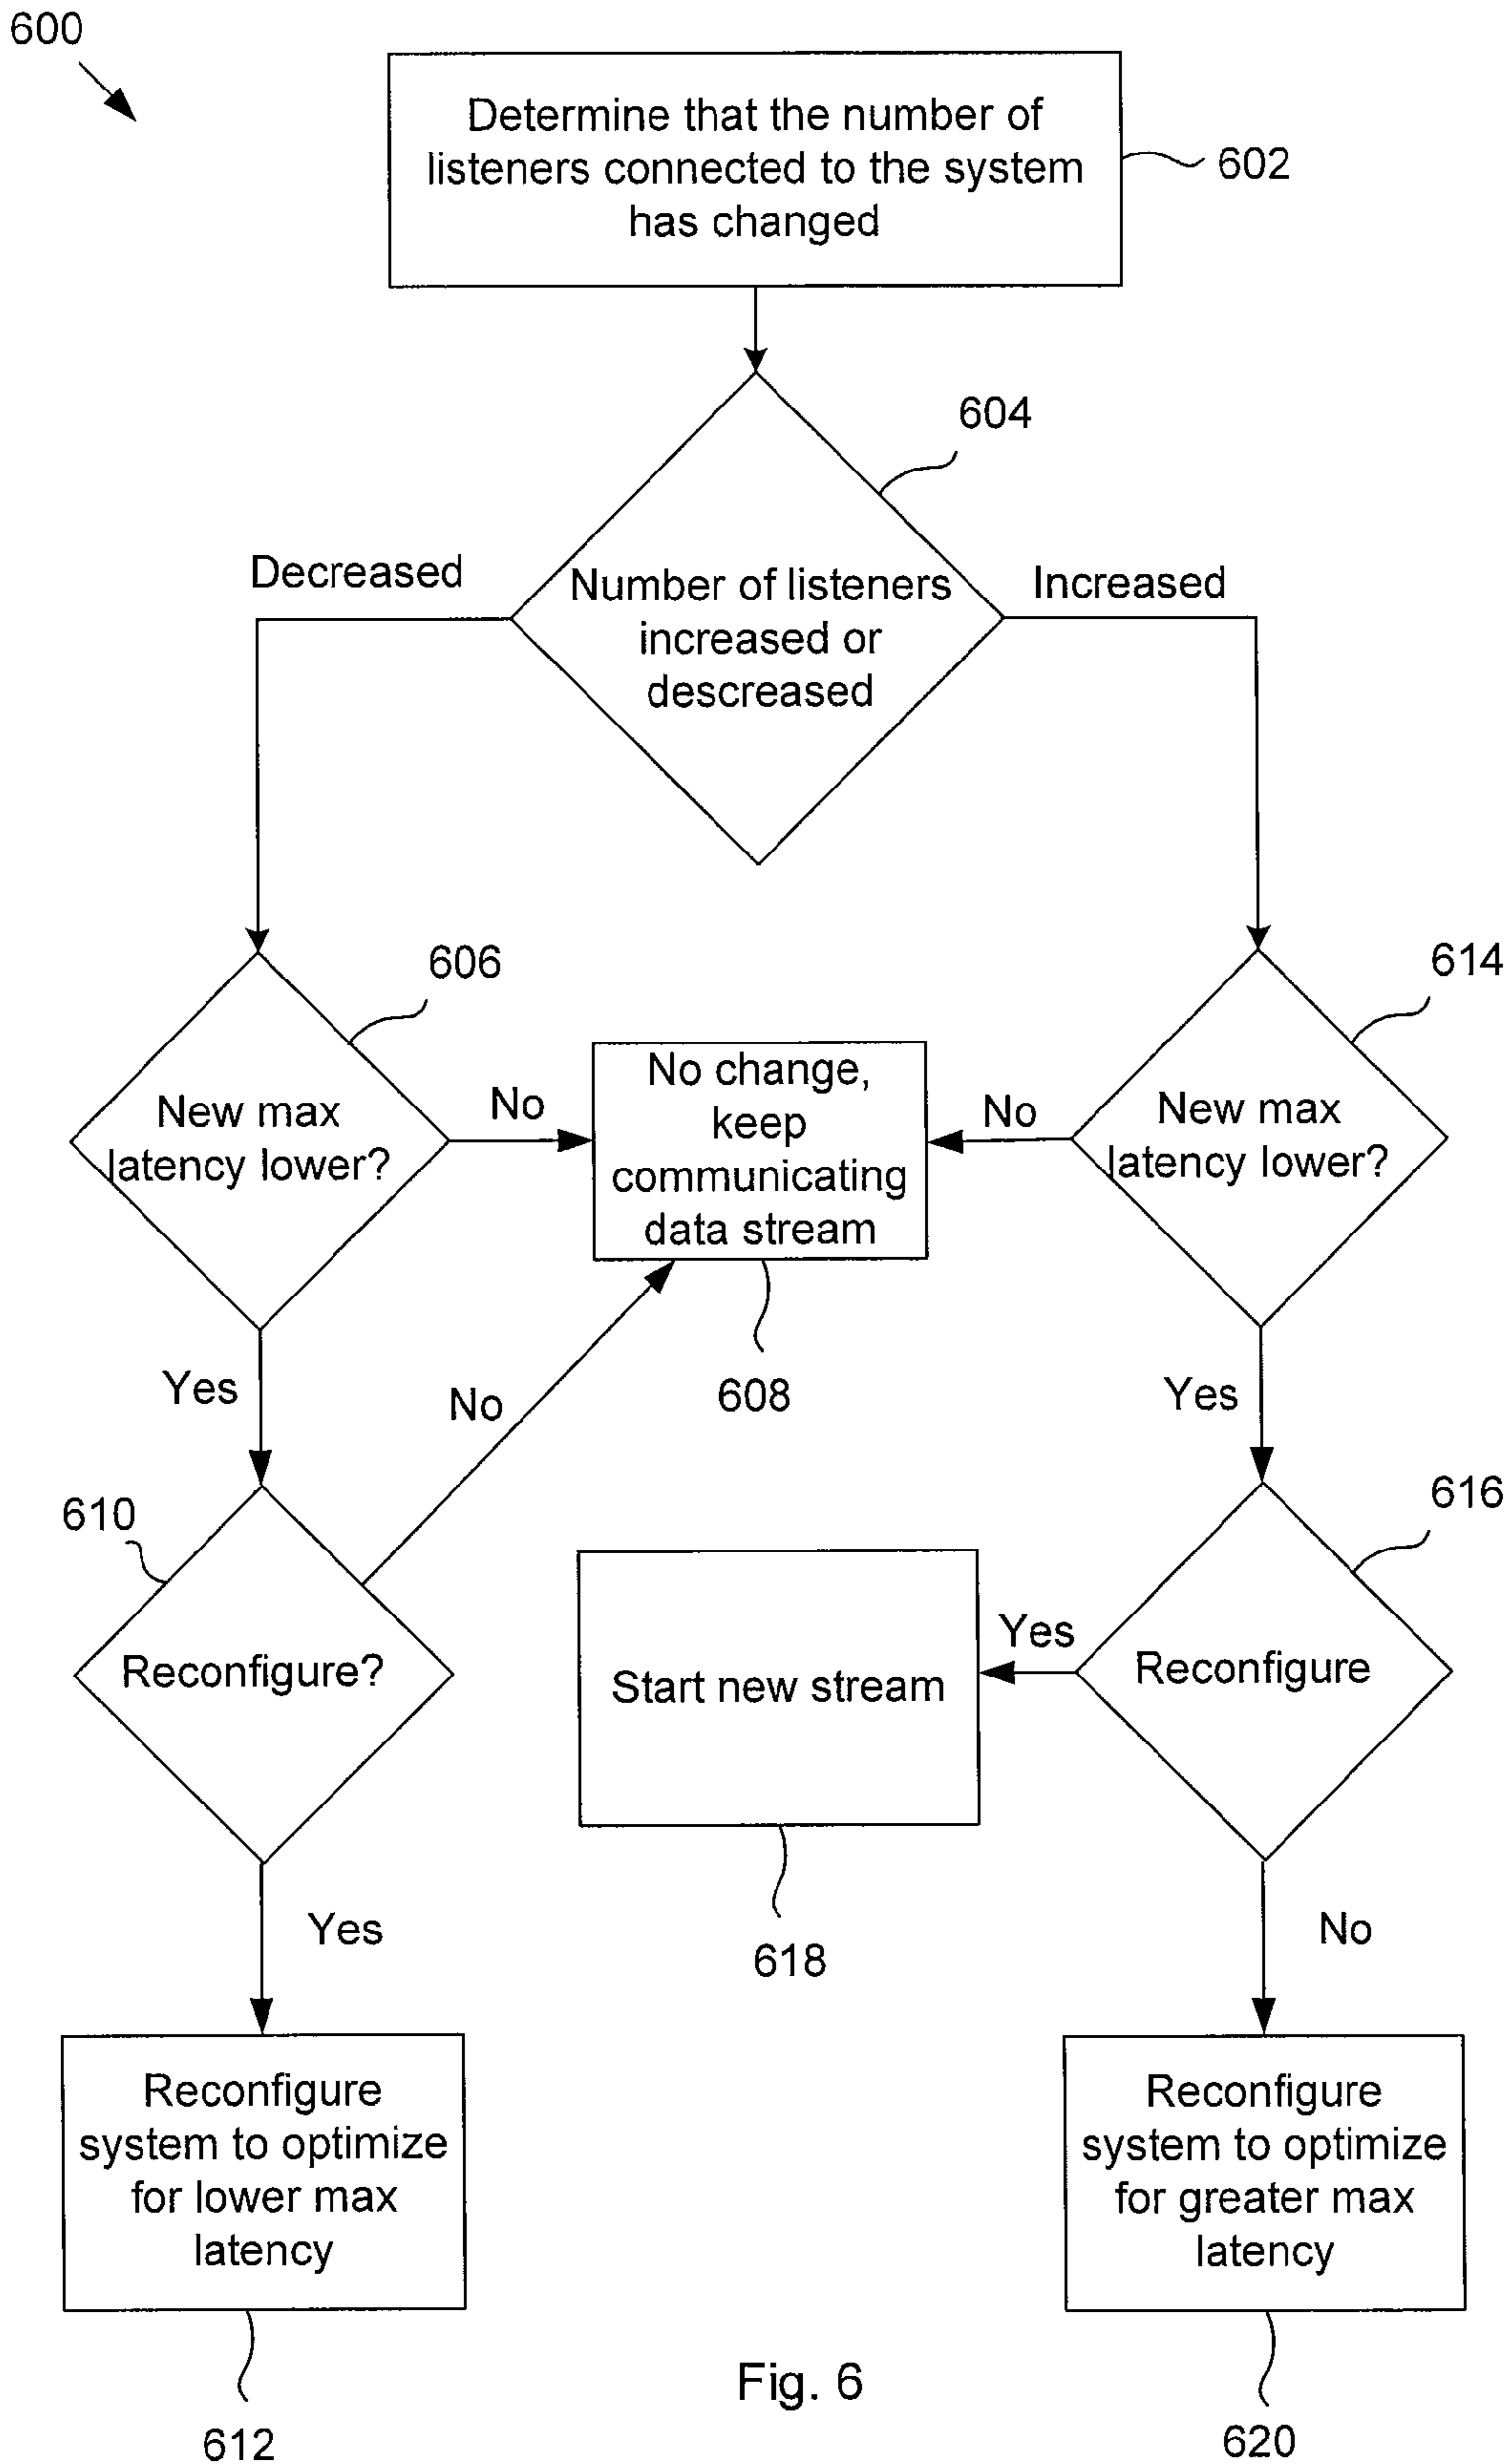 600
Determine that the number of
listeners connected to the system
has changed
602
604
Decreased
Number of listeners
increased or
descreased
Increased
606
614
New max
latency lower?
No
No change,
keep
communicating
data stream
No
New max
latency lower?
Yes
No
608
Yes
610
616
Reconfigure?
Start new stream
Yes
Reconfigure
Yes
618
No
Reconfigure
system to optimize
for lower max
latency
Reconfigure
system to optimize
for greater max
latency
Fig. 6
612
620